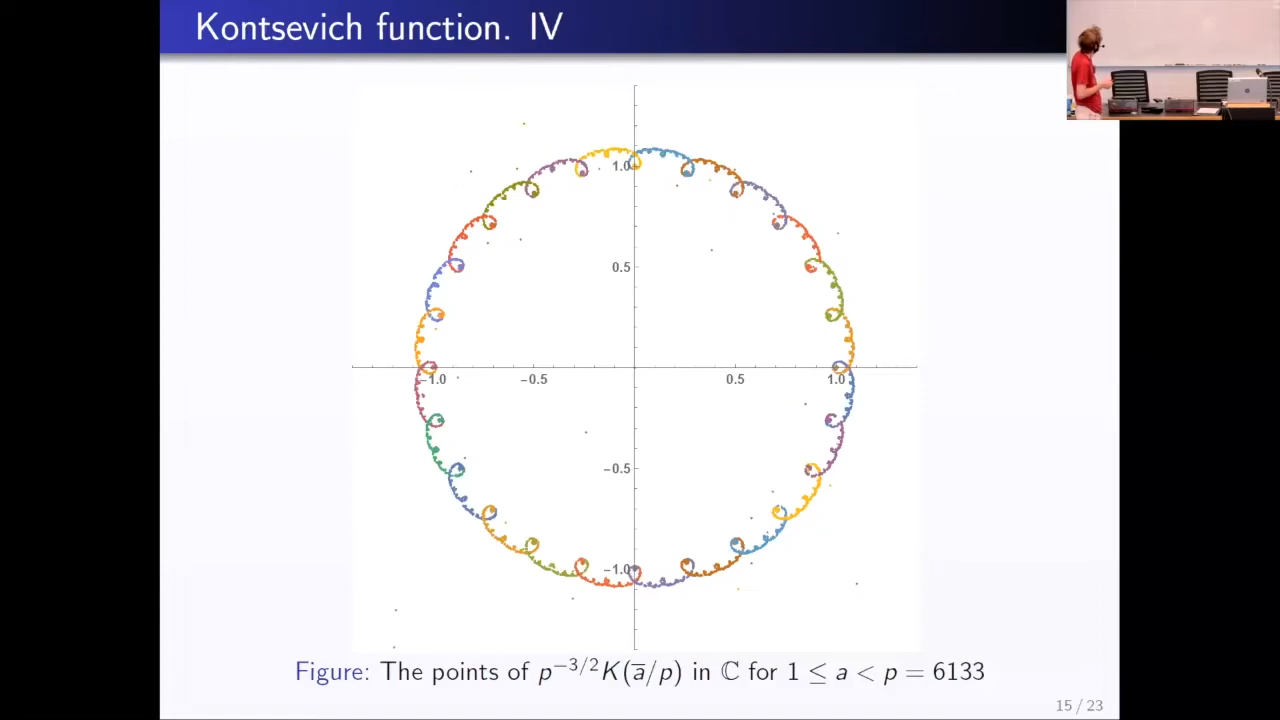 Kontsevich function. IV
1.0
0.5
−1.0 −0.5 0.5 1.0
−0.5
−1.0
Figure: The points of p^{−3/2}K(a̅/p) in ℂ for 1 ≤ a < p = 6133
15 / 23